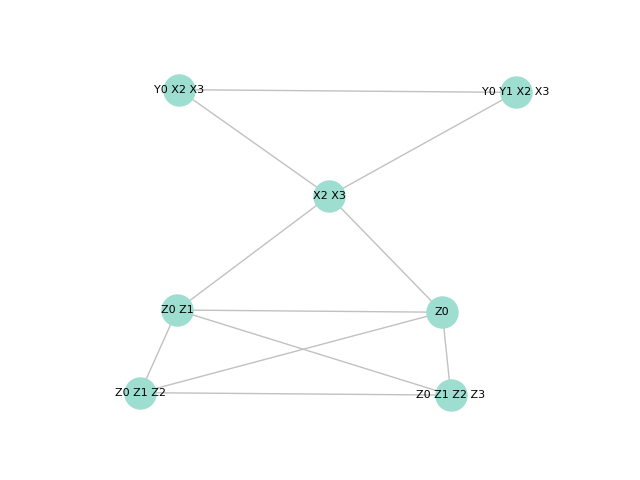 Y0 X2 X3
Y0 Y1 X2 X3
X2 X3
Z0 Z1
Z0
Z0 Z1 Z2
Z0 Z1 Z2 Z3